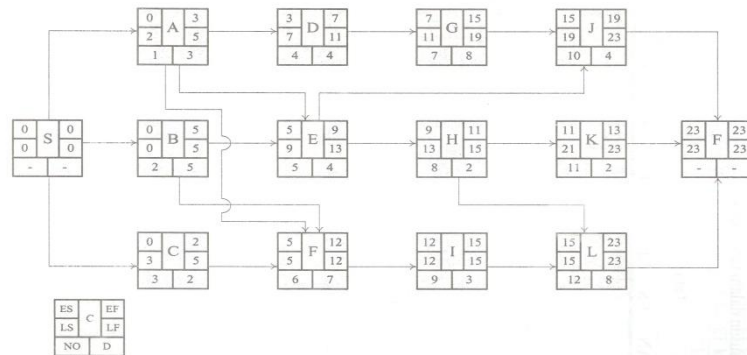 0 A 3
2 5
1 3
3 D 7
7 11
4 4
7 G 15
11 19
7 8
15 J 19
19 23
10 4
0 S 0
0 0
- -
0 B 5
0 5
2 5
5 E 9
9 13
5 4
9 H 11
13 15
8 2
11 K 13
21 23
11 2
23 F 23
23 23
- -
0 C 2
3 5
3 2
5 F 12
5 12
6 7
12 I 15
12 15
9 3
15 L 23
15 23
12 8
ES C EF
LS LF
NO D